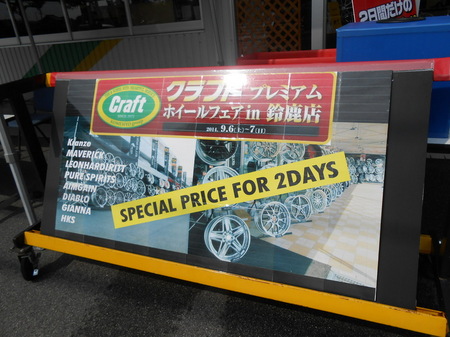 2日間だけの
Craft
クラフト プレミアム
ホイールフェア in 鈴鹿店
2014. 9.6(土)〜7(日)
Kranze
MAVERICK
LEONHARDIRITT
PURE SPIRITS
AIMGAIN
DIABLO
GIANNA
HKS
SPECIAL PRICE FOR 2DAYS